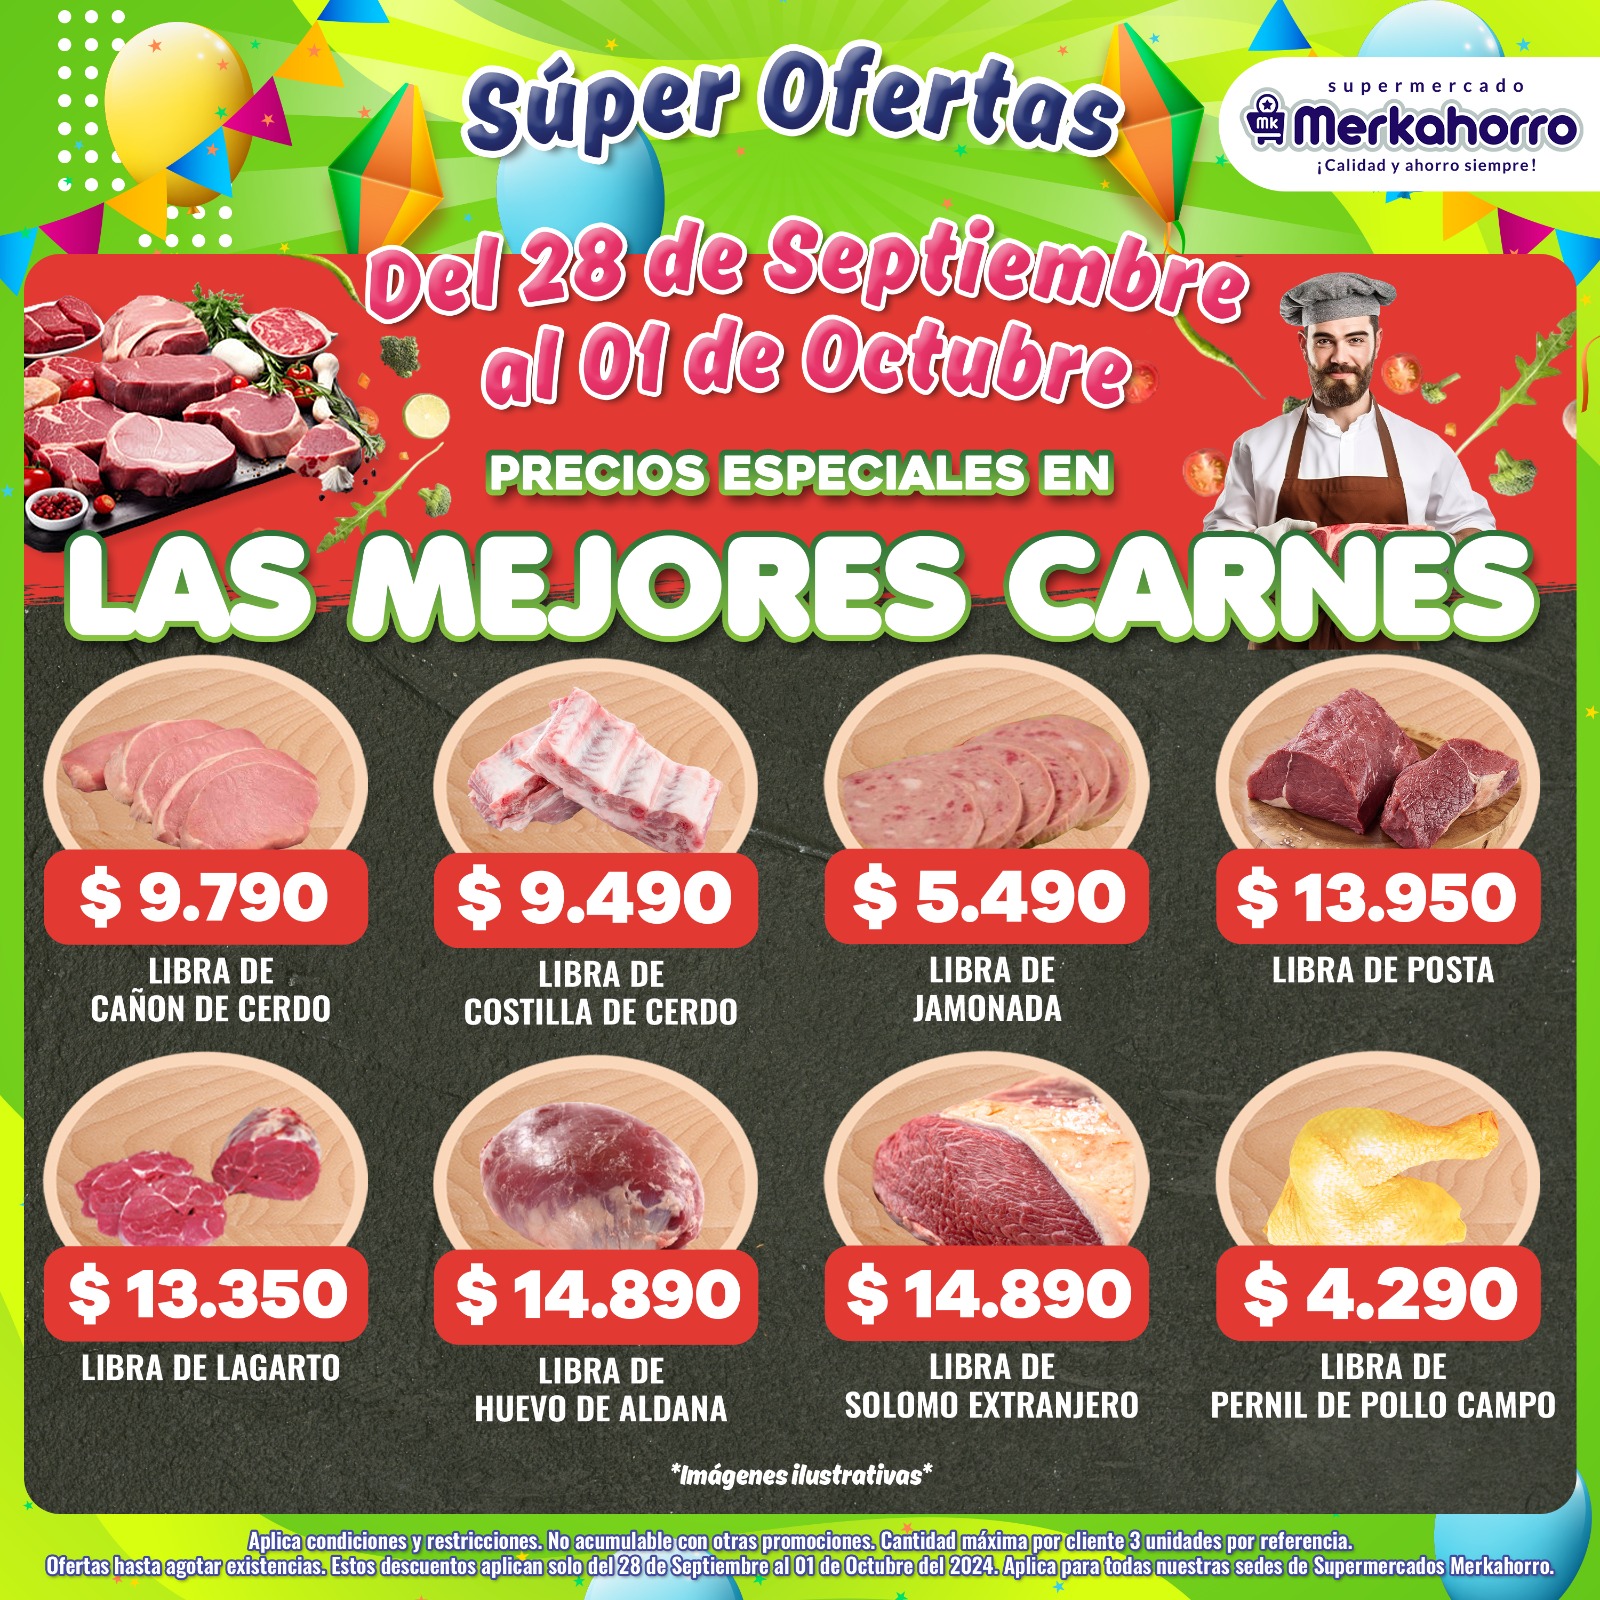 Súper Ofertas
supermercado
MK Merkahorro
¡Calidad y ahorro siempre!
Del 28 de Septiembre
al 01 de Octubre
PRECIOS ESPECIALES EN
LAS MEJORES CARNES
$ 9.790
LIBRA DE
CAÑON DE CERDO
$ 9.490
LIBRA DE
COSTILLA DE CERDO
$ 5.490
LIBRA DE
JAMONADA
$ 13.950
LIBRA DE POSTA
$ 13.350
LIBRA DE LAGARTO
$ 14.890
LIBRA DE
HUEVO DE ALDANA
$ 14.890
LIBRA DE
SOLOMO EXTRANJERO
$ 4.290
LIBRA DE
PERNIL DE POLLO CAMPO
*Imágenes ilustrativas*
Aplica condiciones y restricciones. No acumulable con otras promociones. Cantidad máxima por cliente 3 unidades por referencia.
Ofertas hasta agotar existencias. Estos descuentos aplican solo del 28 de Septiembre al 01 de Octubre del 2024. Aplica para todas nuestras sedes de Supermercados Merkahorro.